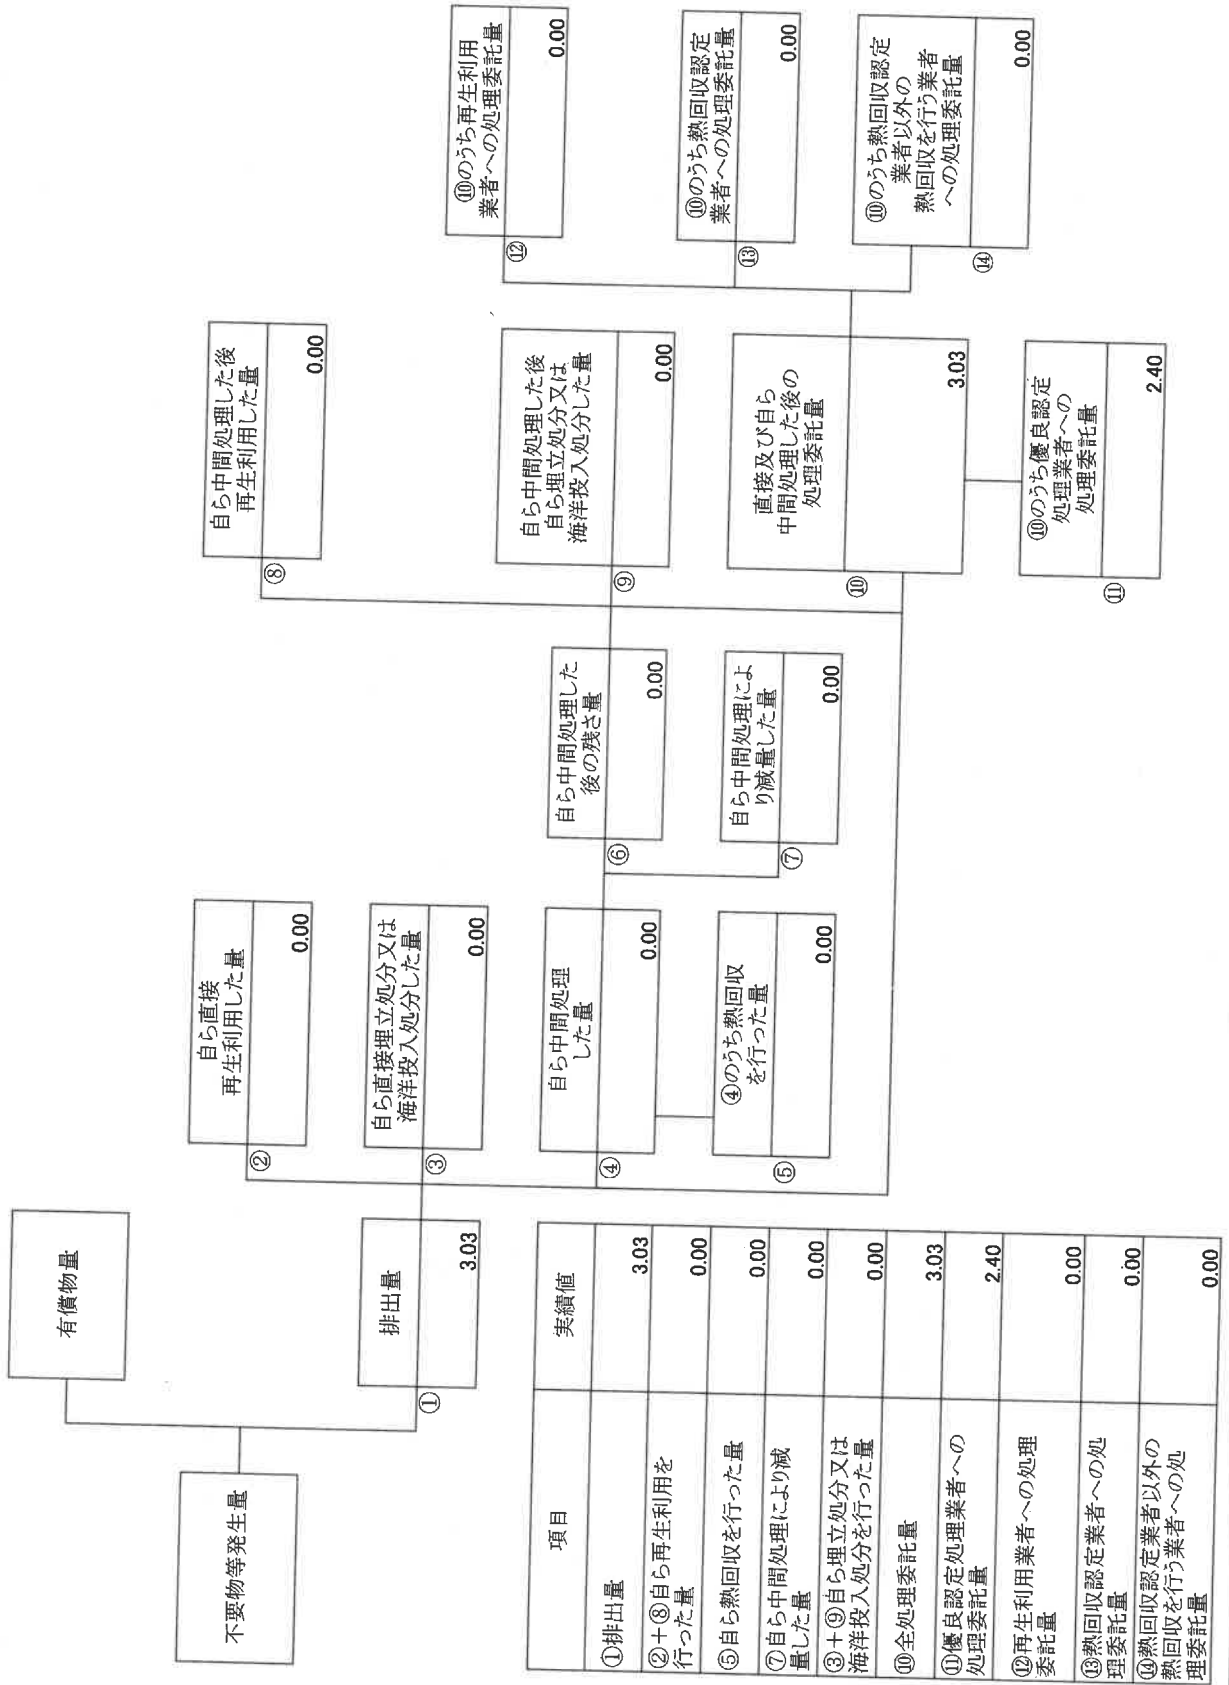 不要物等発生量
有償物量
①
排出量
3.03
②
自ら直接
再生利用した量
0.00
③
自ら直接埋立処分又は
海洋投入処分した量
0.00
④
自ら中間処理
した量
0.00
⑤
④のうち熱回収
を行った量
0.00
⑥
自ら中間処理した
後の残さ量
0.00
⑦
自ら中間処理によ
り減量した量
0.00
⑧
自ら中間処理した後
再生利用した量
0.00
⑨
自ら中間処理した後
自ら埋立処分又は
海洋投入処分した量
0.00
⑩
直接及び自ら
中間処理した後の
処理委託量
3.03
⑪
⑩のうち優良認定
処理業者への
処理委託量
2.40
⑫
⑩のうち再生利用
業者への処理委託量
0.00
⑬
⑩のうち熱回収認定
業者への処理委託量
0.00
⑭
⑩のうち熱回収認定
業者以外の
熱回収を行う業者
への処理委託量
0.00
項目 実績値
①排出量 3.03
②+⑧自ら再生利用を
行った量 0.00
⑤自ら熱回収を行った量 0.00
⑦自ら中間処理により減
量した量 0.00
③+⑨自ら埋立処分又は
海洋投入処分を行った量 0.00
⑩全処理委託量 3.03
⑪優良認定処理業者への
処理委託量 2.40
⑫再生利用業者への処理
委託量 0.00
⑬熱回収認定業者への処
理委託量 0.00
⑭熱回収認定業者以外の
熱回収を行う業者への処
理委託量 0.00